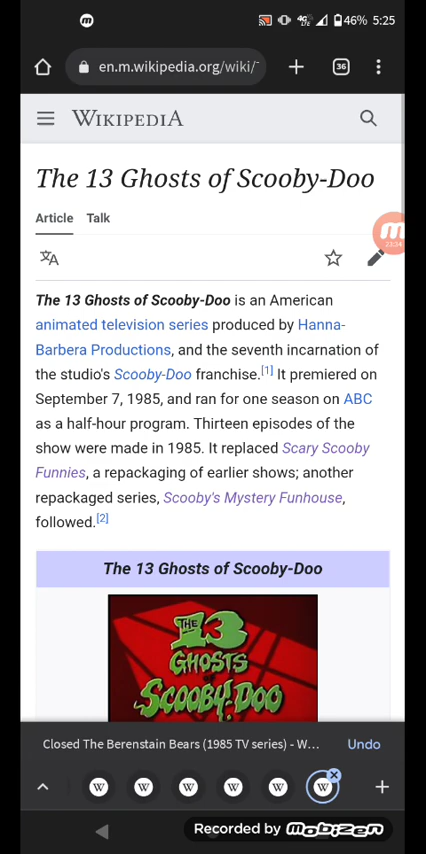 46% 5:25
en.m.wikipedia.org/wiki/
36
WIKIPEDIA
The 13 Ghosts of Scooby-Doo
Article Talk
23:34
The 13 Ghosts of Scooby-Doo is an American
animated television series produced by Hanna-
Barbera Productions, and the seventh incarnation of
the studio's Scooby-Doo franchise.[1] It premiered on
September 7, 1985, and ran for one season on ABC
as a half-hour program. Thirteen episodes of the
show were made in 1985. It replaced Scary Scooby
Funnies, a repackaging of earlier shows; another
repackaged series, Scooby's Mystery Funhouse,
followed.[2]
The 13 Ghosts of Scooby-Doo
THE
13
GHOSTS
OF
SCOOBY-DOO
Closed The Berenstain Bears (1985 TV series) - W... Undo
W W W W W W
Recorded by mobizen